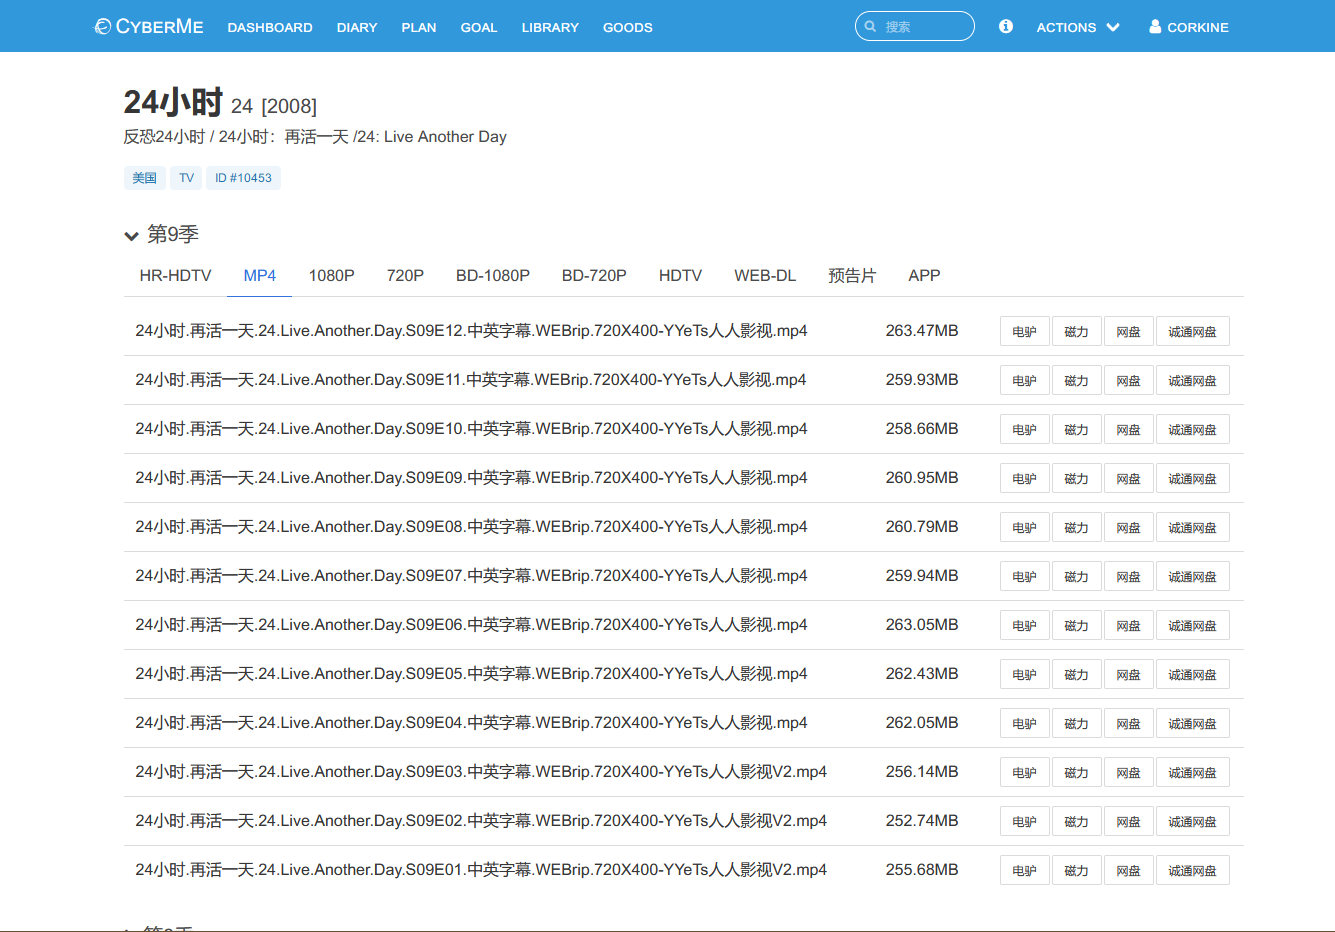 CYBERME DASHBOARD DIARY PLAN GOAL LIBRARY GOODS 搜索 ACTIONS CORKINE
24小时 24 [2008]
反恐24小时 / 24小时：再活一天 /24: Live Another Day
美国 TV ID #10453
第9季
HR-HDTV MP4 1080P 720P BD-1080P BD-720P HDTV WEB-DL 预告片 APP
24小时.再活一天.24.Live.Another.Day.S09E12.中英字幕.WEBrip.720X400-YYeTs人人影视.mp4 263.47MB 电驴 磁力 网盘 诚通网盘
24小时.再活一天.24.Live.Another.Day.S09E11.中英字幕.WEBrip.720X400-YYeTs人人影视.mp4 259.93MB 电驴 磁力 网盘 诚通网盘
24小时.再活一天.24.Live.Another.Day.S09E10.中英字幕.WEBrip.720X400-YYeTs人人影视.mp4 258.66MB 电驴 磁力 网盘 诚通网盘
24小时.再活一天.24.Live.Another.Day.S09E09.中英字幕.WEBrip.720X400-YYeTs人人影视.mp4 260.95MB 电驴 磁力 网盘 诚通网盘
24小时.再活一天.24.Live.Another.Day.S09E08.中英字幕.WEBrip.720X400-YYeTs人人影视.mp4 260.79MB 电驴 磁力 网盘 诚通网盘
24小时.再活一天.24.Live.Another.Day.S09E07.中英字幕.WEBrip.720X400-YYeTs人人影视.mp4 259.94MB 电驴 磁力 网盘 诚通网盘
24小时.再活一天.24.Live.Another.Day.S09E06.中英字幕.WEBrip.720X400-YYeTs人人影视.mp4 263.05MB 电驴 磁力 网盘 诚通网盘
24小时.再活一天.24.Live.Another.Day.S09E05.中英字幕.WEBrip.720X400-YYeTs人人影视.mp4 262.43MB 电驴 磁力 网盘 诚通网盘
24小时.再活一天.24.Live.Another.Day.S09E04.中英字幕.WEBrip.720X400-YYeTs人人影视.mp4 262.05MB 电驴 磁力 网盘 诚通网盘
24小时.再活一天.24.Live.Another.Day.S09E03.中英字幕.WEBrip.720X400-YYeTs人人影视V2.mp4 256.14MB 电驴 磁力 网盘 诚通网盘
24小时.再活一天.24.Live.Another.Day.S09E02.中英字幕.WEBrip.720X400-YYeTs人人影视V2.mp4 252.74MB 电驴 磁力 网盘 诚通网盘
24小时.再活一天.24.Live.Another.Day.S09E01.中英字幕.WEBrip.720X400-YYeTs人人影视V2.mp4 255.68MB 电驴 磁力 网盘 诚通网盘